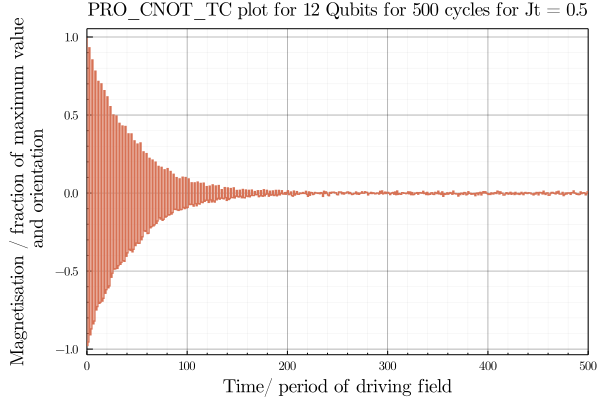 PRO_CNOT_TC plot for 12 Qubits for 500 cycles for Jt = 0.5
Magnetisation / fraction of maximum value
and orientation
1.0
0.5
0.0
−0.5
−1.0
0 100 200 300 400 500
Time/ period of driving field